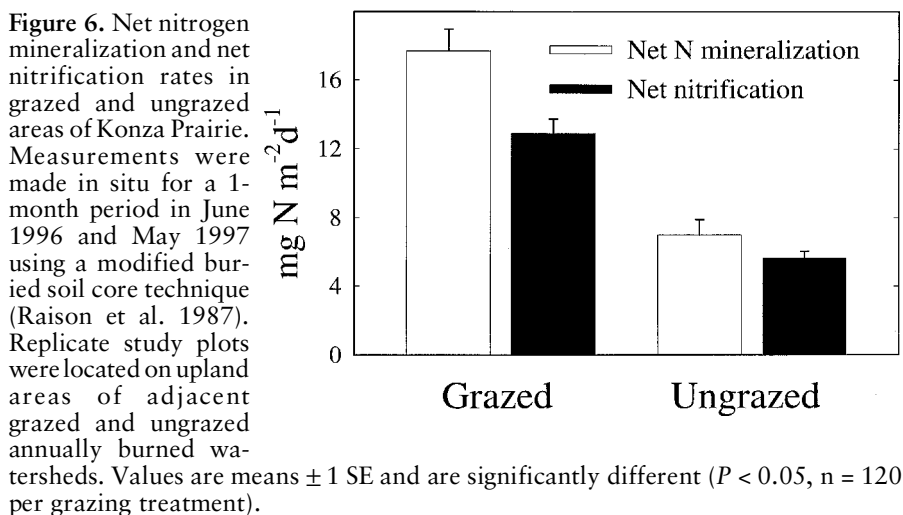 Figure 6. Net nitrogen
mineralization and net
nitrification rates in
grazed and ungrazed
areas of Konza Prairie.
Measurements were
made in situ for a 1-
month period in June
1996 and May 1997
using a modified bur-
ied soil core technique
(Raison et al. 1987).
Replicate study plots
were located on upland
areas of adjacent
grazed and ungrazed
annually burned wa-
tersheds. Values are means ± 1 SE and are significantly different (P < 0.05, n = 120
per grazing treatment).
mg N m⁻²d⁻¹
16
12
8
4
0
Net N mineralization
Net nitrification
Grazed
Ungrazed